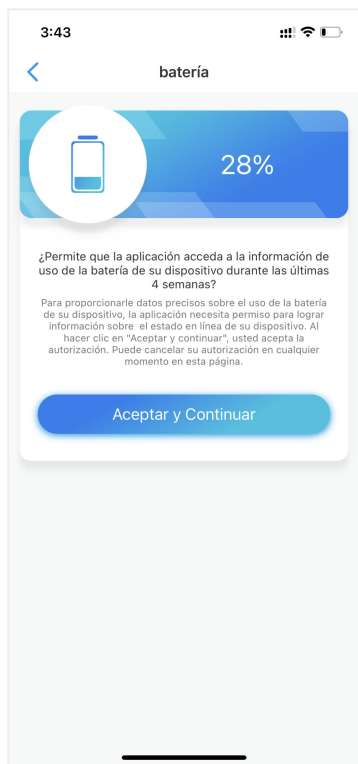 3:43
batería
28%
¿Permite que la aplicación acceda a la información de
uso de la batería de su dispositivo durante las últimas
4 semanas?
Para proporcionarle datos precisos sobre el uso de la batería
de su dispositivo, la aplicación necesita permiso para lograr
información sobre el estado en línea de su dispositivo. Al
hacer clic en "Aceptar y continuar", usted acepta la
autorización. Puede cancelar su autorización en cualquier
momento en esta página.
Aceptar y Continuar